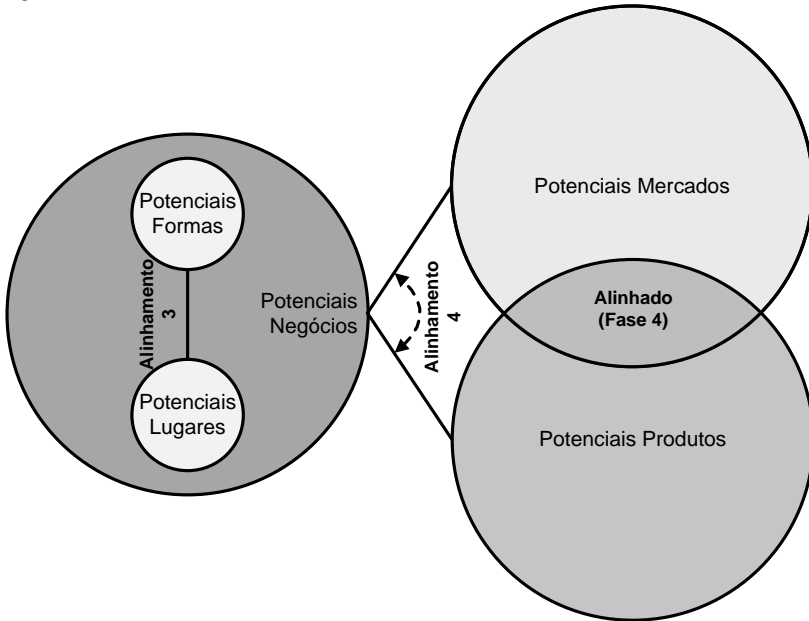 Potenciais
Formas
Alinhamento
3
Potenciais
Lugares
Potenciais
Negócios
Alinhamento
4
Potenciais Mercados
Alinhado
(Fase 4)
Potenciais Produtos